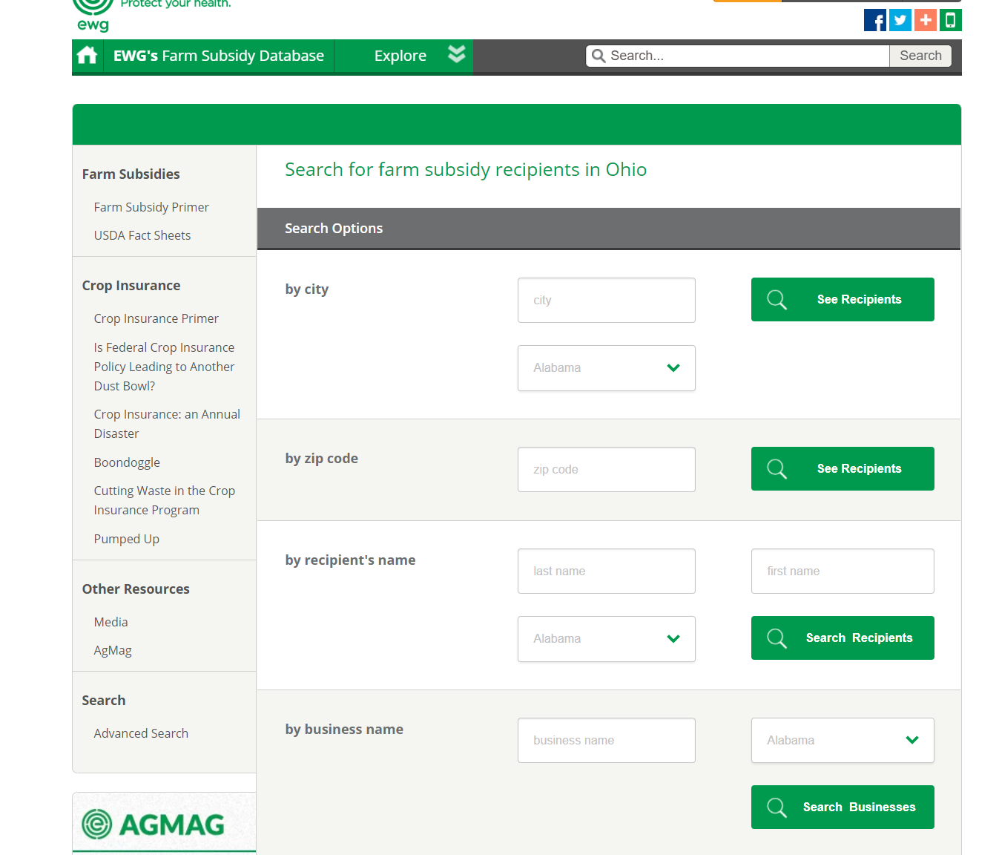 Protect your health.
ewg
EWG's Farm Subsidy Database
Explore
Search...
Search
Farm Subsidies
Farm Subsidy Primer
USDA Fact Sheets
Crop Insurance
Crop Insurance Primer
Is Federal Crop Insurance
Policy Leading to Another
Dust Bowl?
Crop Insurance: an Annual
Disaster
Boondoggle
Cutting Waste in the Crop
Insurance Program
Pumped Up
Other Resources
Media
AgMag
Search
Advanced Search
AGMAG
Search for farm subsidy recipients in Ohio
Search Options
by city
city
See Recipients
Alabama
by zip code
zip code
See Recipients
by recipient's name
last name
first name
Alabama
Search Recipients
by business name
business name
Alabama
Search Businesses